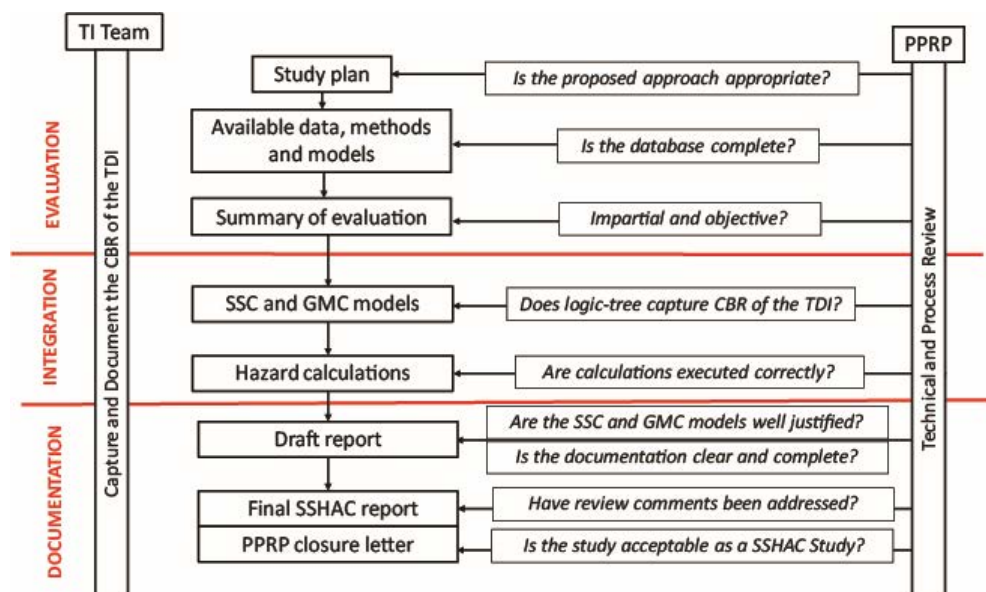 TI Team
PPRP
Study plan
Is the proposed approach appropriate?
Available data, methods
and models
Is the database complete?
Summary of evaluation
Impartial and objective?
SSC and GMC models
Does logic-tree capture CBR of the TDI?
Hazard calculations
Are calculations executed correctly?
Draft report
Are the SSC and GMC models well justified?
Is the documentation clear and complete?
Final SSHAC report
Have review comments been addressed?
PPRP closure letter
Is the study acceptable as a SSHAC Study?
EVALUATION
INTEGRATION
DOCUMENTATION
Capture and Document the CBR of the TDI
Technical and Process Review